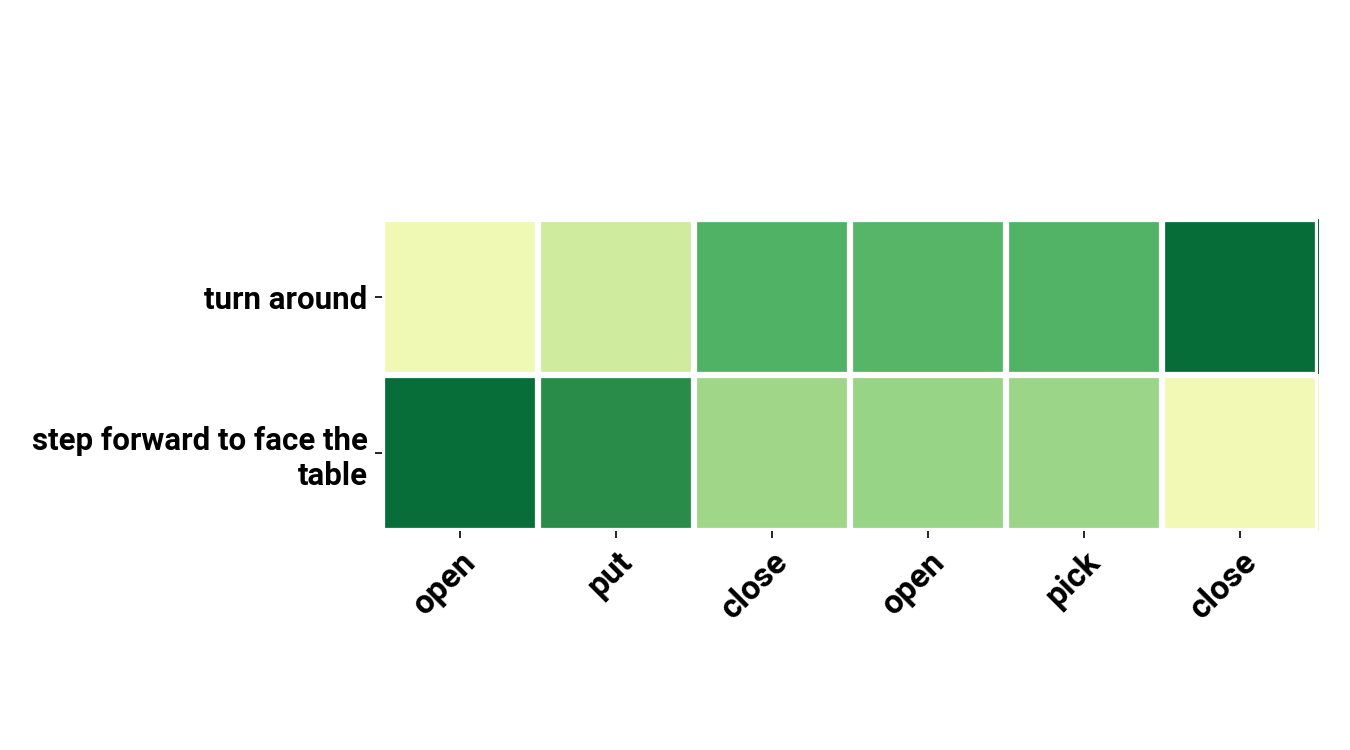 turn around
step forward to face the
table
open
put
close
open
pick
close